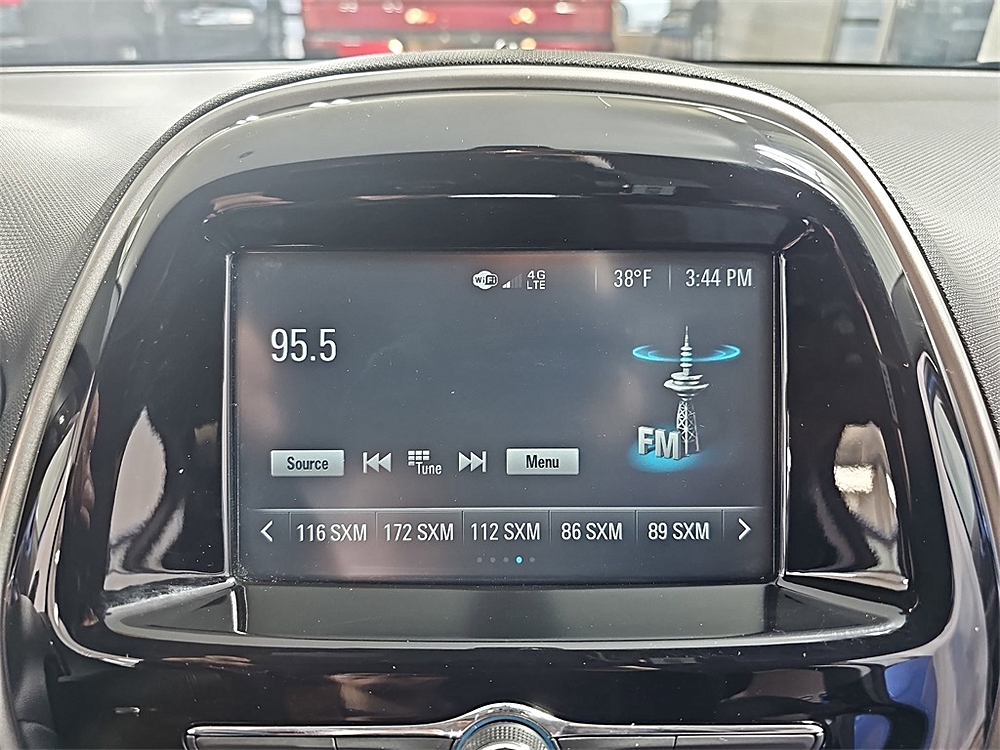 WiFi 4G LTE 38°F 3:44 PM
95.5
FM
Source Tune Menu
116 SXM 172 SXM 112 SXM 86 SXM 89 SXM